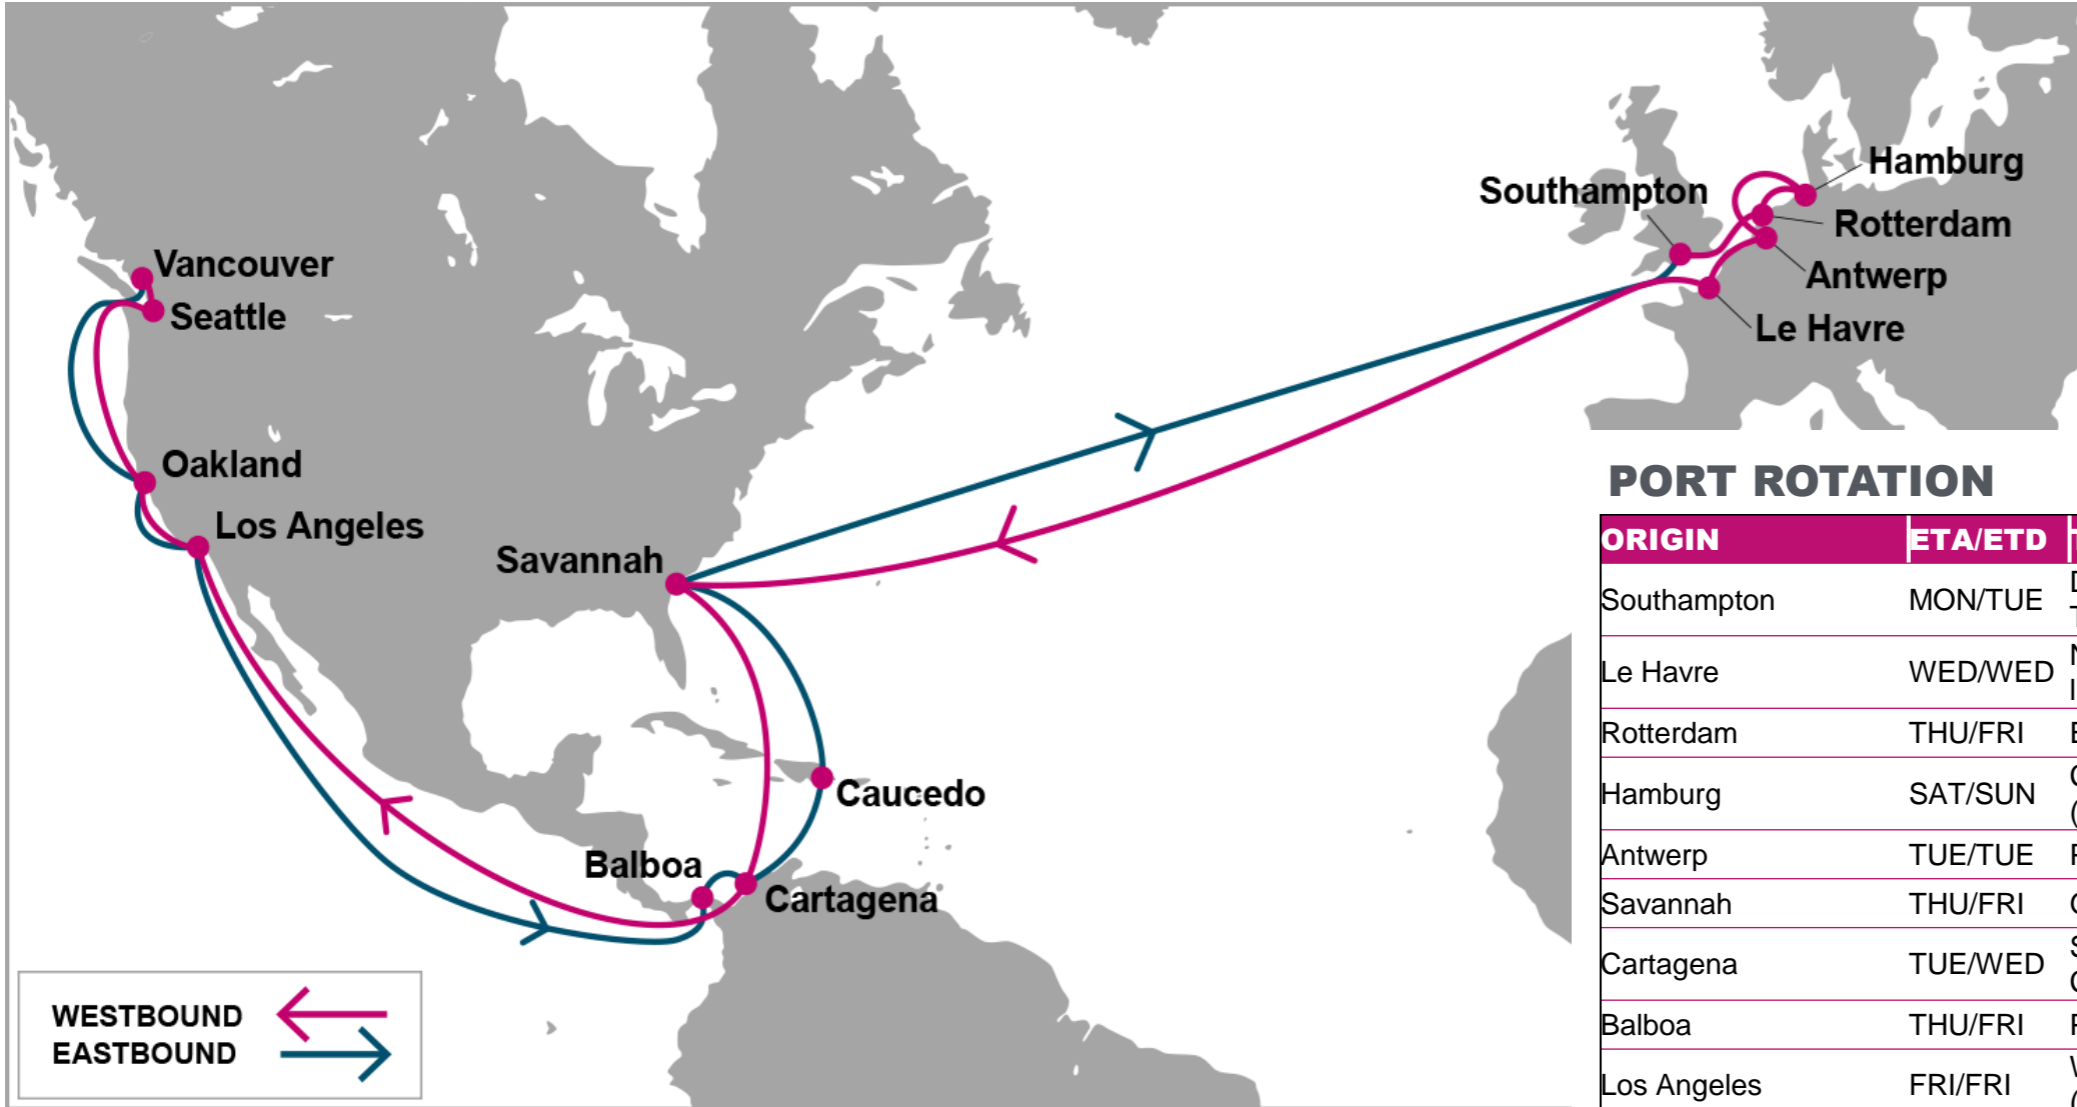 Hamburg
Southampton
Rotterdam
Vancouver
Antwerp
Seattle
Le Havre
Oakland
Los Angeles
Savannah
Caucedo
Balboa
Cartagena
WESTBOUND
EASTBOUND
PORT ROTATION
ORIGIN ETA/ETD
Southampton MON/TUE
Le Havre WED/WED
Rotterdam THU/FRI
Hamburg SAT/SUN
Antwerp TUE/TUE
Savannah THU/FRI
Cartagena TUE/WED
Balboa THU/FRI
Los Angeles FRI/FRI